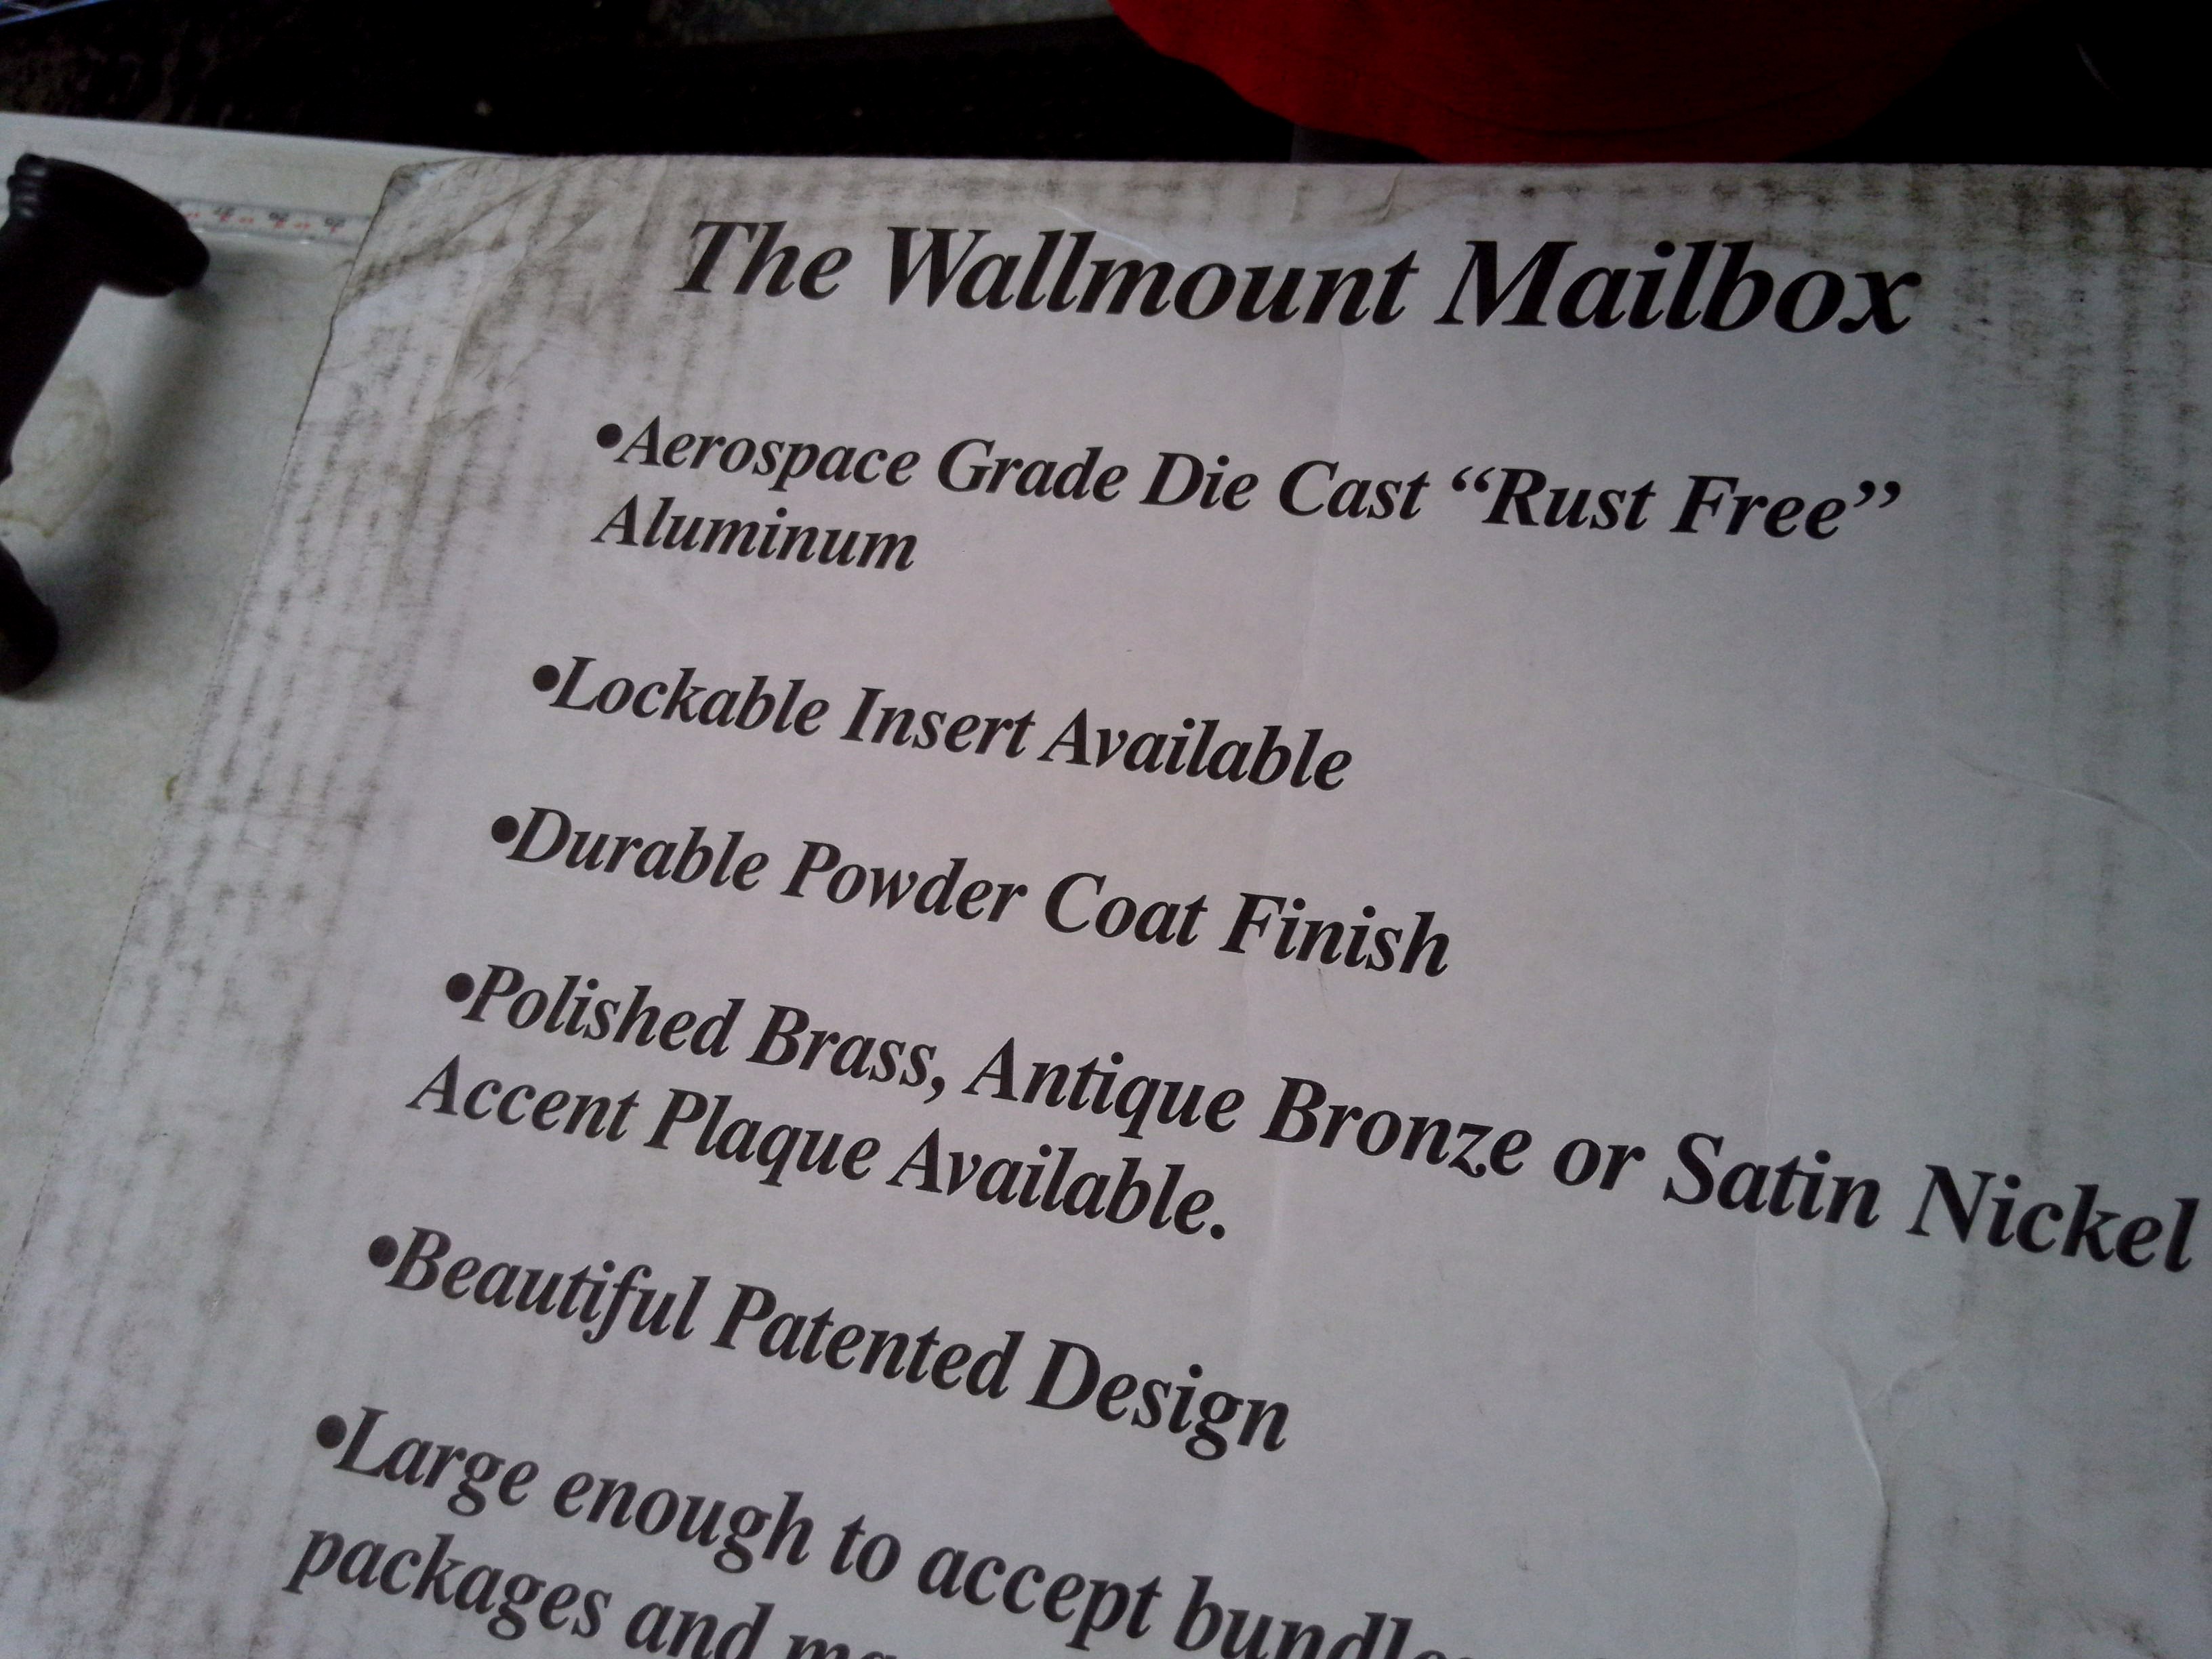 The Wallmount Mailbox
•Aerospace Grade Die Cast “Rust Free”
Aluminum
•Lockable Insert Available
•Durable Powder Coat Finish
•Polished Brass, Antique Bronze or Satin Nickel
Accent Plaque Available.
•Beautiful Patented Design
•Large enough to accept
packages and